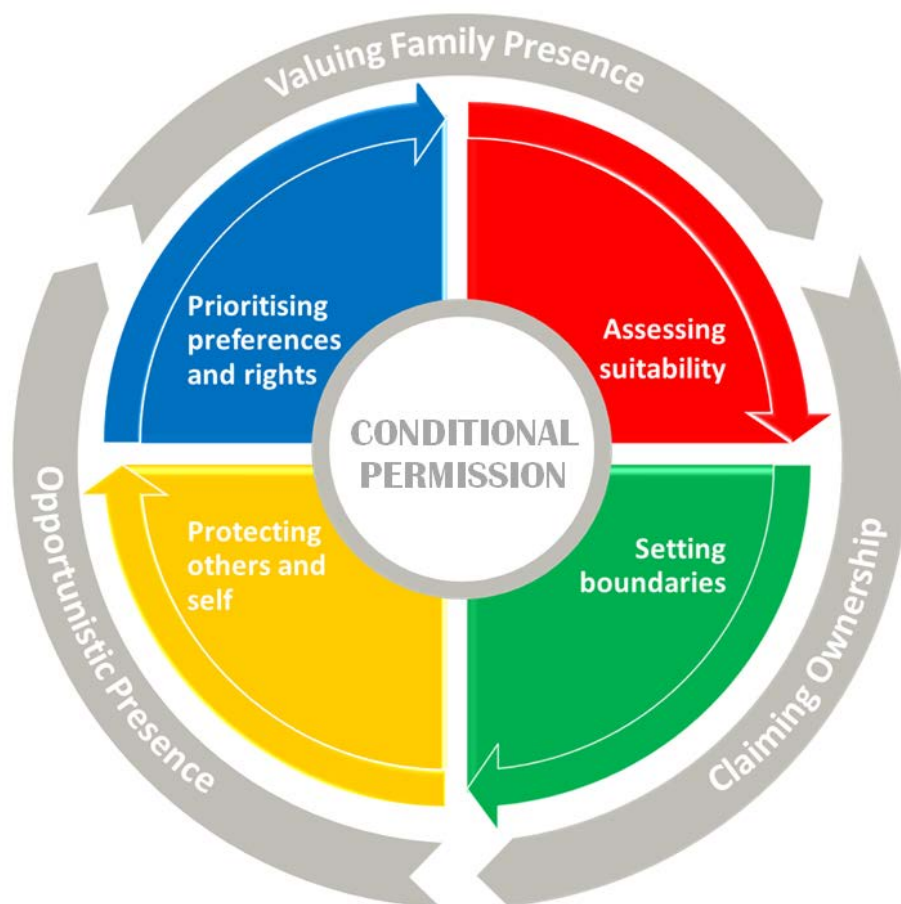 Valuing Family Presence
Prioritising
preferences
and rights
Assessing
suitability
CONDITIONAL
PERMISSION
Protecting
others and
self
Setting
boundaries
Opportunistic Presence
Claiming Ownership